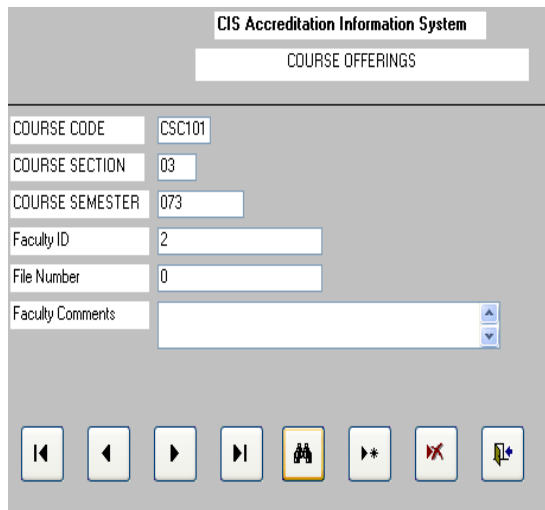 CIS Accreditation Information System
COURSE OFFERINGS
COURSE CODE CSC101
COURSE SECTION 03
COURSE SEMESTER 073
Faculty ID 2
File Number 0
Faculty Comments